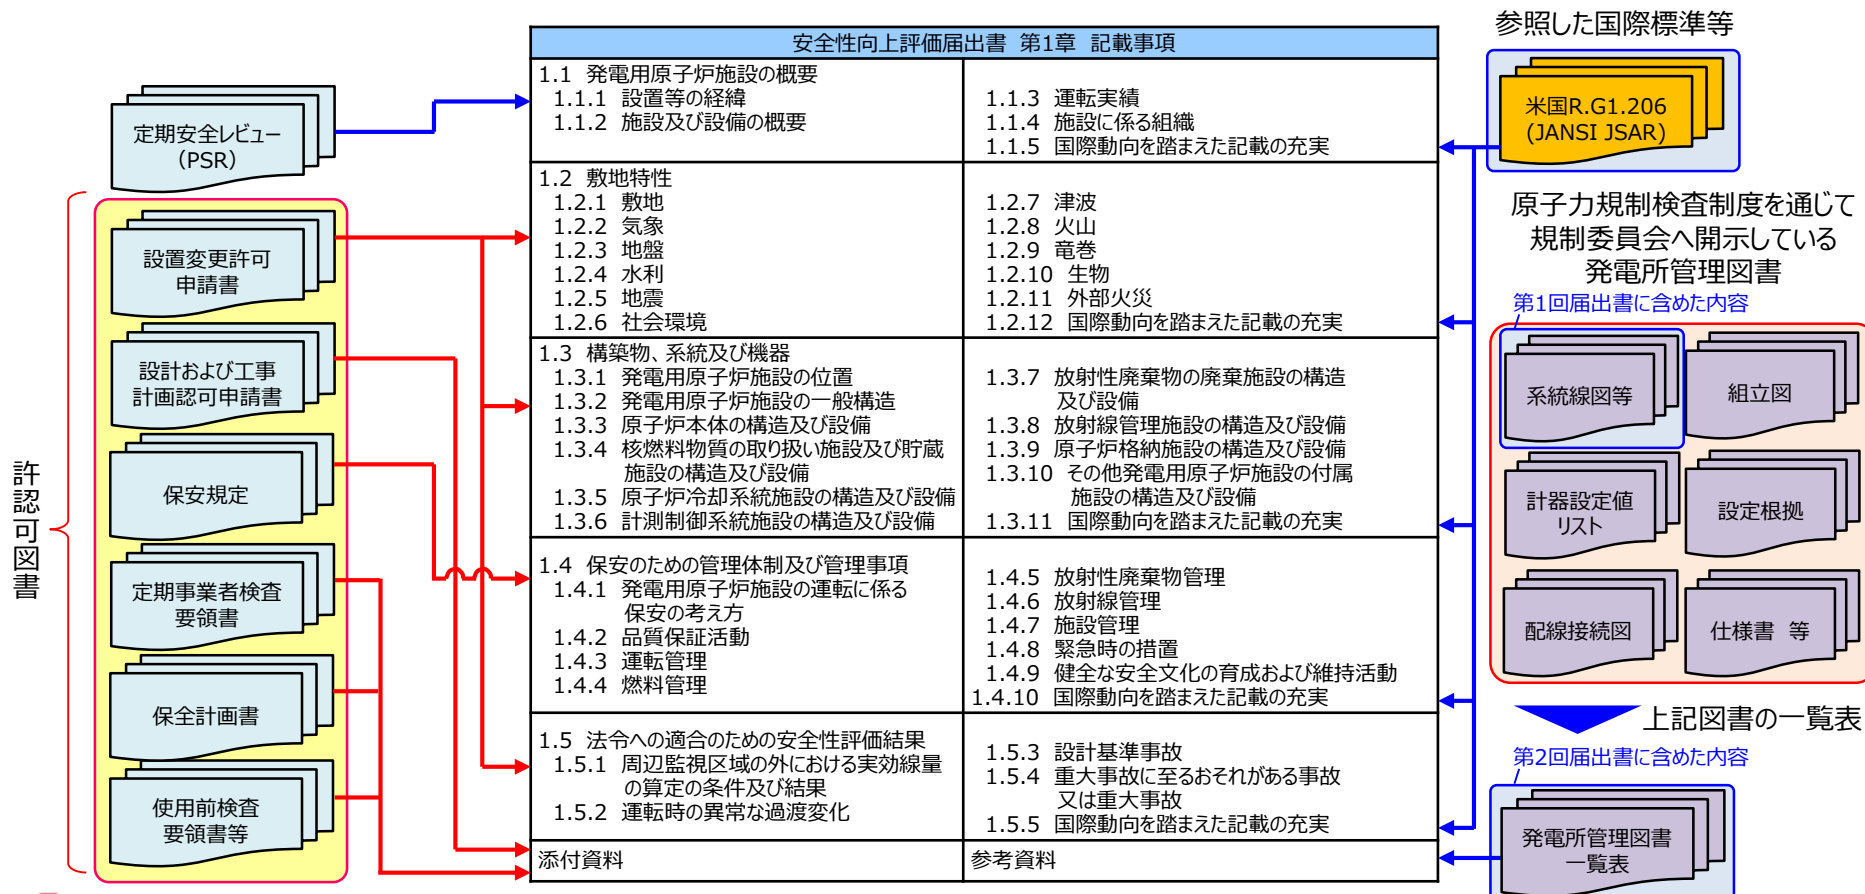 定期安全レビュー
(PSR)
許認可図書
設置変更許可
申請書
設計および工事
計画認可申請書
保安規定
定期事業者検査
要領書
保全計画書
使用前検査
要領書等
安全性向上評価届出書 第1章 記載事項
1.1 発電用原子炉施設の概要
1.1.1 設置等の経緯
1.1.2 施設及び設備の概要
1.1.3 運転実績
1.1.4 施設に係る組織
1.1.5 国際動向を踏まえた記載の充実
1.2 敷地特性
1.2.1 敷地
1.2.2 気象
1.2.3 地盤
1.2.4 水利
1.2.5 地震
1.2.6 社会環境
1.2.7 津波
1.2.8 火山
1.2.9 竜巻
1.2.10 生物
1.2.11 外部火災
1.2.12 国際動向を踏まえた記載の充実
1.3 構築物、系統及び機器
1.3.1 発電用原子炉施設の位置
1.3.2 発電用原子炉施設の一般構造
1.3.3 原子炉本体の構造及び設備
1.3.4 核燃料物質の取り扱い施設及び貯蔵
施設の構造及び設備
1.3.5 原子炉冷却系統施設の構造及び設備
1.3.6 計測制御系統施設の構造及び設備
1.3.7 放射性廃棄物の廃棄施設の構造
及び設備
1.3.8 放射線管理施設の構造及び設備
1.3.9 原子炉格納施設の構造及び設備
1.3.10 その他発電用原子炉施設の付属
施設の構造及び設備
1.3.11 国際動向を踏まえた記載の充実
1.4 保安のための管理体制及び管理事項
1.4.1 発電用原子炉施設の運転に係る
保安の考え方
1.4.2 品質保証活動
1.4.3 運転管理
1.4.4 燃料管理
1.4.5 放射性廃棄物管理
1.4.6 放射線管理
1.4.7 施設管理
1.4.8 緊急時の措置
1.4.9 健全な安全文化の育成および維持活動
1.4.10 国際動向を踏まえた記載の充実
1.5 法令への適合のための安全性評価結果
1.5.1 周辺監視区域の外における実効線量
の算定の条件及び結果
1.5.2 運転時の異常な過渡変化
1.5.3 設計基準事故
1.5.4 重大事故に至るおそれがある事故
又は重大事故
1.5.5 国際動向を踏まえた記載の充実
添付資料
参考資料
参照した国際標準等
米国R.G1.206
(JANSI JSAR)
原子力規制検査制度を通じて
規制委員会へ開示している
発電所管理図書
第1回届出書に含めた内容
系統線図等
組立図
計器設定値
リスト
設定根拠
配線接続図
仕様書 等
上記図書の一覧表
第2回届出書に含めた内容
発電所管理図書
一覧表